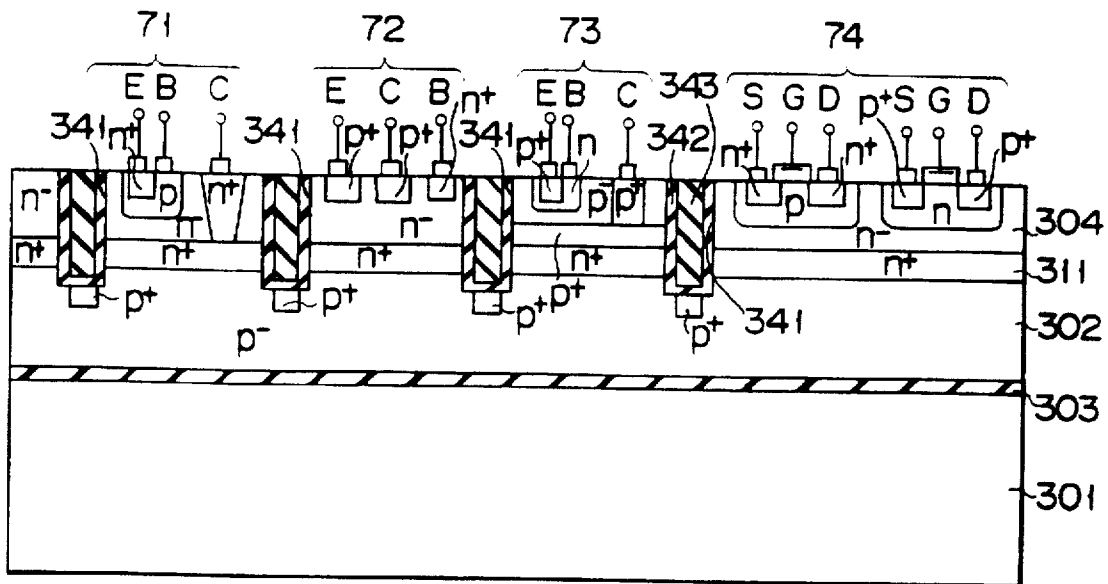 71 72 73 74
E B C E C B E B C S G D S G D
341 n+ 341 p+ p+ n+ 341 p+ n 342 343 n+ n+ p+ p+
n- p n+ p- p+ p n 304
n n- n-
n+ n+ n+ n+ n+ 311
p+ p+ p+ p+ p+ 341 302
p-
303
301